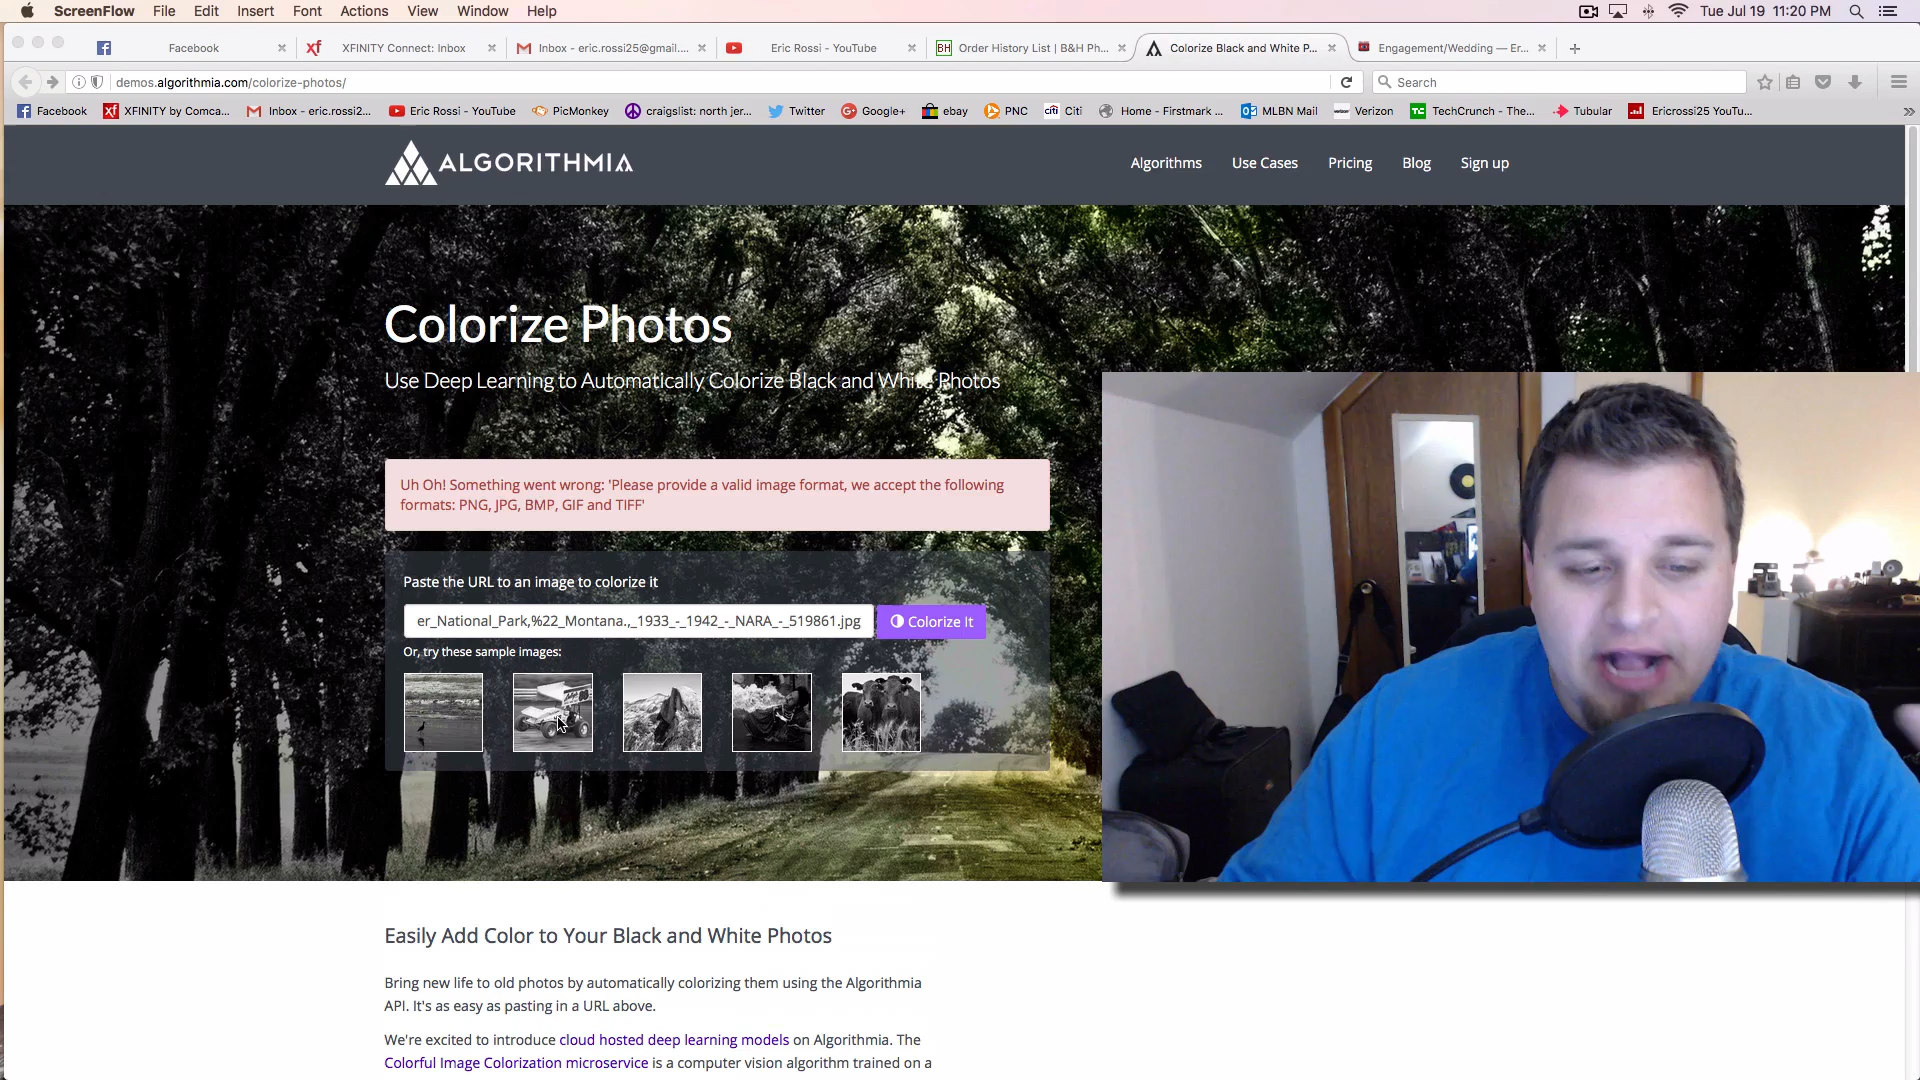 ScreenFlow File Edit Insert Font Actions View Window Help Tue Jul 19 11:20 PM
Facebook XFINITY Connect: Inbox Inbox - eric.rossi25@gmail.... Eric Rossi - YouTube Order History List | B&H Ph... Colorize Black and White P... Engagement/Wedding — Er...
demos.algorithmia.com/colorize-photos/ Search
Facebook XFINITY by Comca... Inbox - eric.rossi2... Eric Rossi - YouTube PicMonkey craigslist: north jer... Twitter Google+ ebay PNC Citi Home - Firstmark ... MLBN Mail Verizon TechCrunch - The... Tubular Ericrossi25 YouTu...
ALGORITHMIA Algorithms Use Cases Pricing Blog Sign up
Colorize Photos
Use Deep Learning to Automatically Colorize Black and White Photos
Uh Oh! Something went wrong: 'Please provide a valid image format, we accept the following
formats: PNG, JPG, BMP, GIF and TIFF'
Paste the URL to an image to colorize it
er_National_Park,%22_Montana.,_1933_-_1942_-_NARA_-_519861.jpg Colorize It
Or, try these sample images:
Easily Add Color to Your Black and White Photos
Bring new life to old photos by automatically colorizing them using the Algorithmia
API. It's as easy as pasting in a URL above.
We're excited to introduce cloud hosted deep learning models on Algorithmia. The
Colorful Image Colorization microservice is a computer vision algorithm trained on a